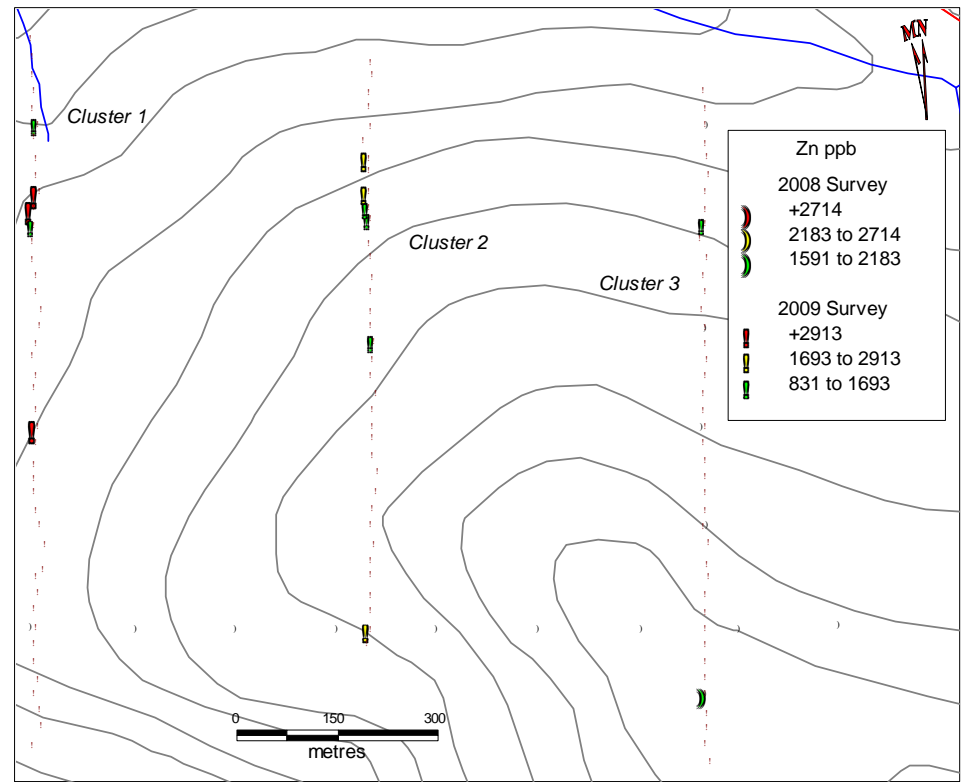 MN
Cluster 1
Cluster 2
Cluster 3
Zn ppb
2008 Survey
+2714
2183 to 2714
1591 to 2183
2009 Survey
+2913
1693 to 2913
831 to 1693
0 150 300
metres